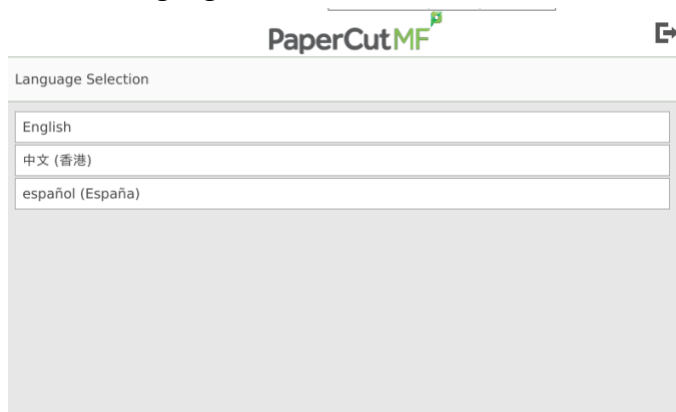 PaperCutMF
Language Selection
English
中文 (香港)
español (España)